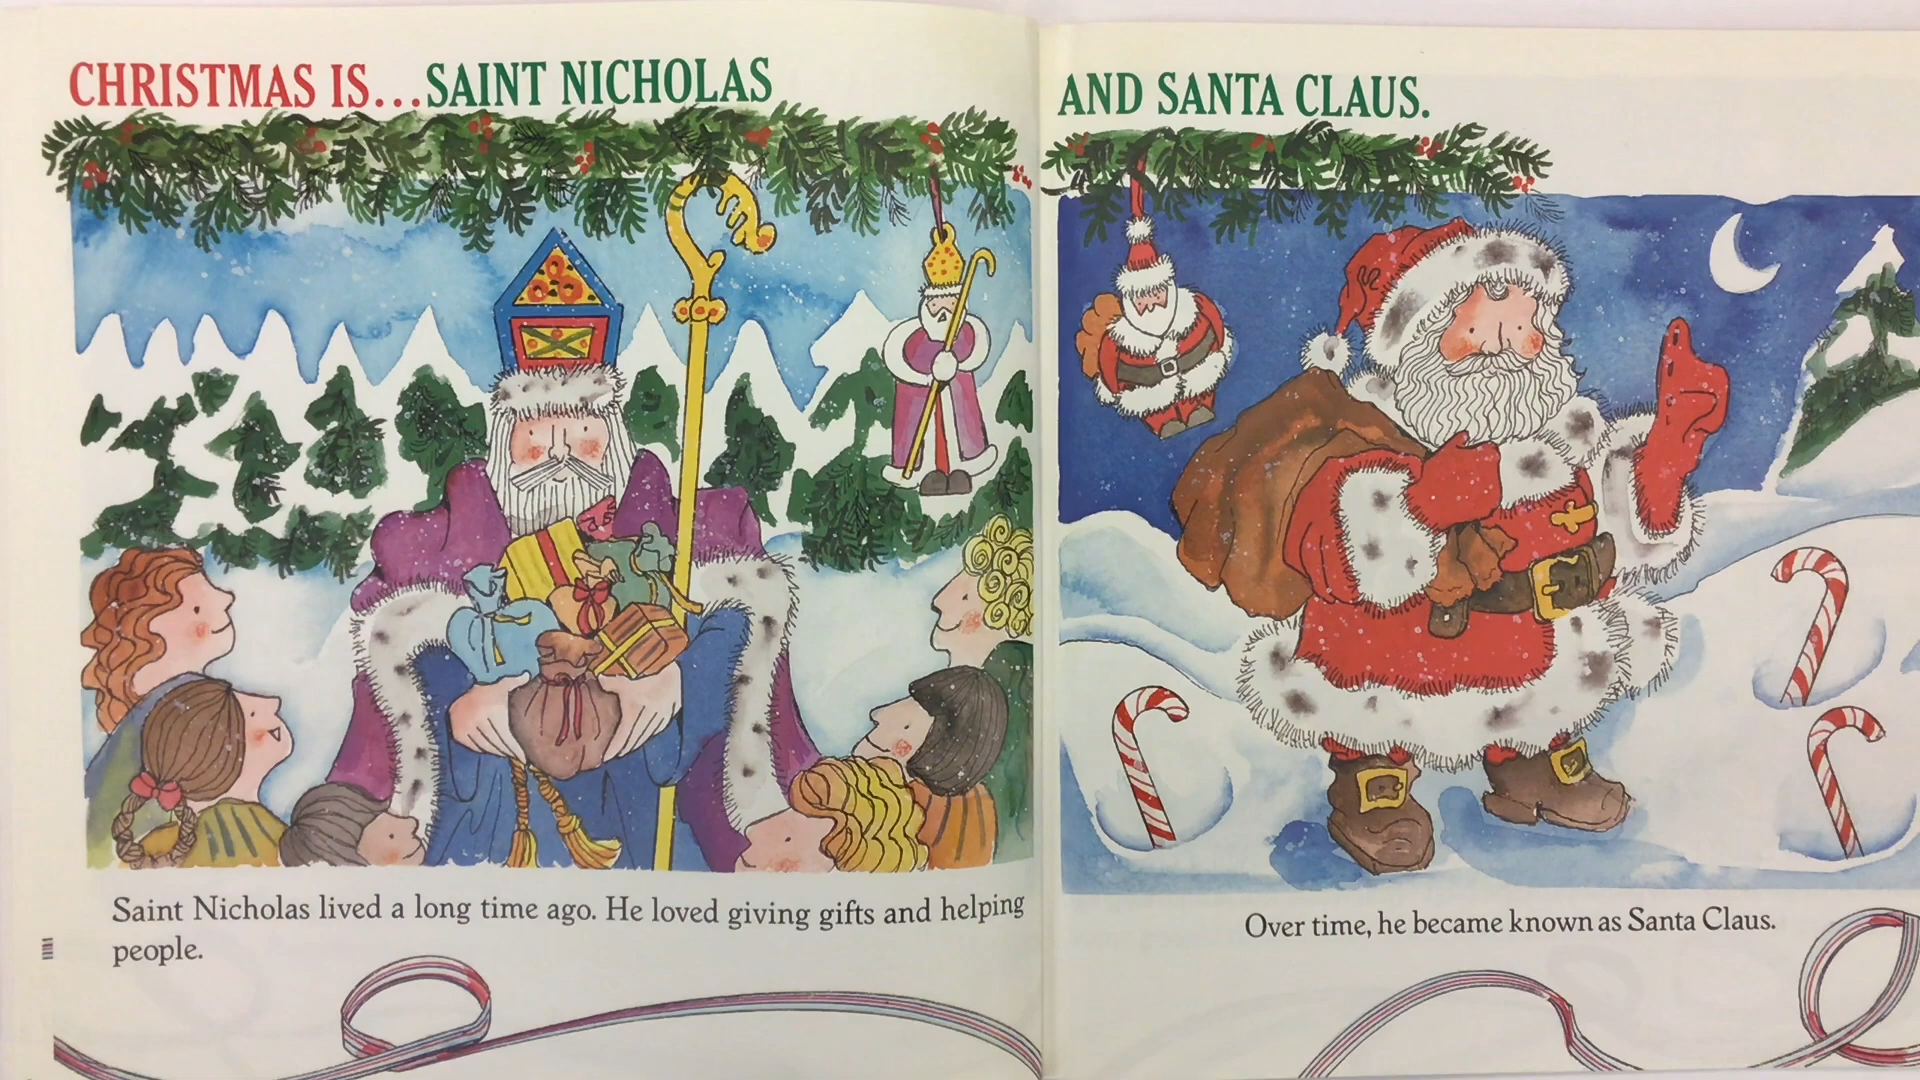 CHRISTMAS IS...SAINT NICHOLAS
Saint Nicholas lived a long time ago. He loved giving gifts and helping
people.
AND SANTA CLAUS.
Over time, he became known as Santa Claus.